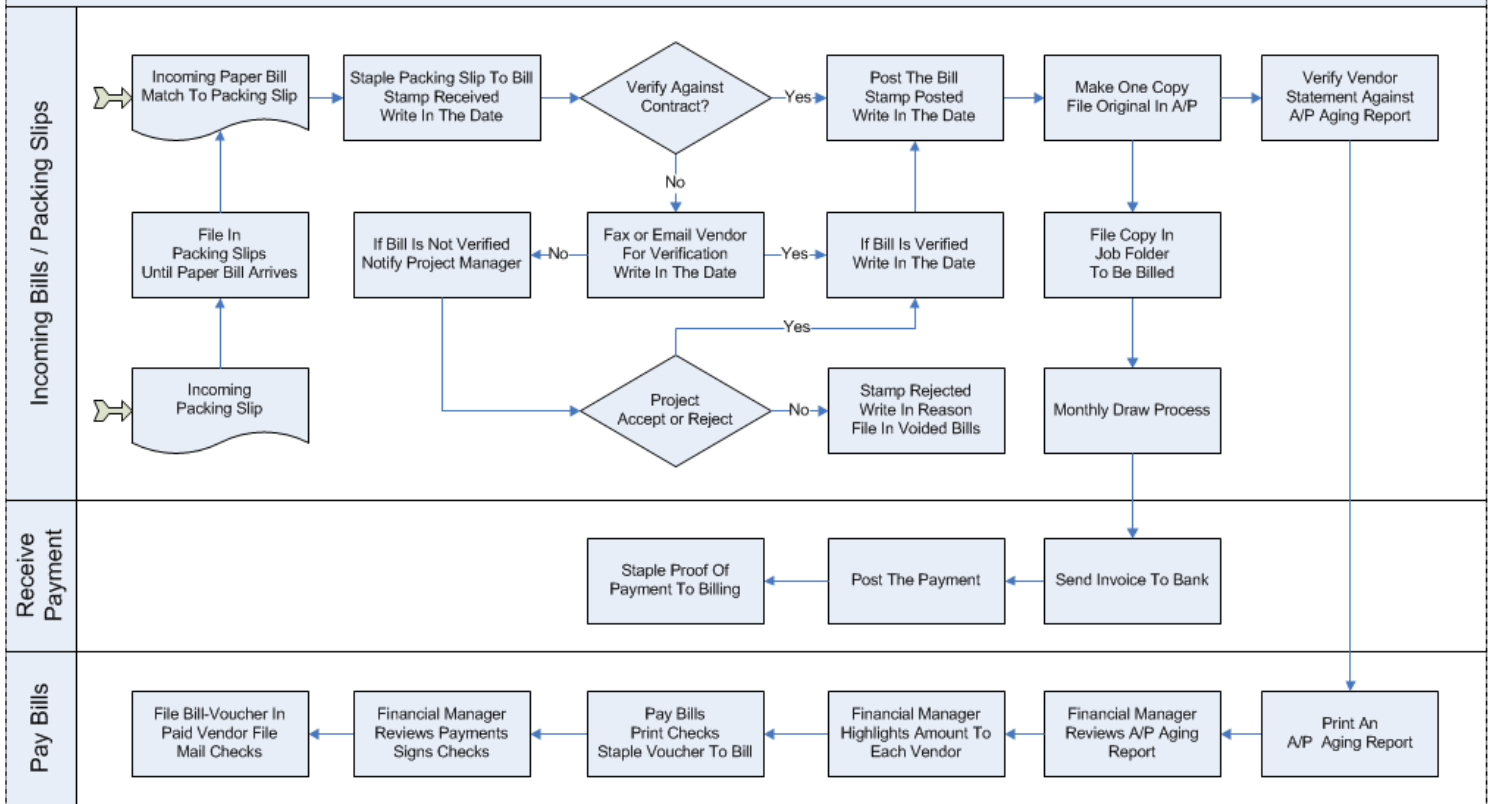 Incoming Bills / Packing Slips
Incoming Paper Bill
Match To Packing Slip
Staple Packing Slip To Bill
Stamp Received
Write In The Date
Verify Against
Contract?
Yes
Post The Bill
Stamp Posted
Write In The Date
Make One Copy
File Original In A/P
Verify Vendor
Statement Against
A/P Aging Report
No
File In
Packing Slips
Until Paper Bill Arrives
If Bill Is Not Verified
Notify Project Manager
No
Fax or Email Vendor
For Verification
Write In The Date
Yes
If Bill Is Verified
Write In The Date
File Copy In
Job Folder
To Be Billed
Yes
Incoming
Packing Slip
Project
Accept or Reject
No
Stamp Rejected
Write In Reason
File In Voided Bills
Monthly Draw Process
Receive
Payment
Staple Proof Of
Payment To Billing
Post The Payment
Send Invoice To Bank
Pay Bills
File Bill-Voucher In
Paid Vendor File
Mail Checks
Financial Manager
Reviews Payments
Signs Checks
Pay Bills
Print Checks
Staple Voucher To Bill
Financial Manager
Highlights Amount To
Each Vendor
Financial Manager
Reviews A/P Aging
Report
Print An
A/P Aging Report